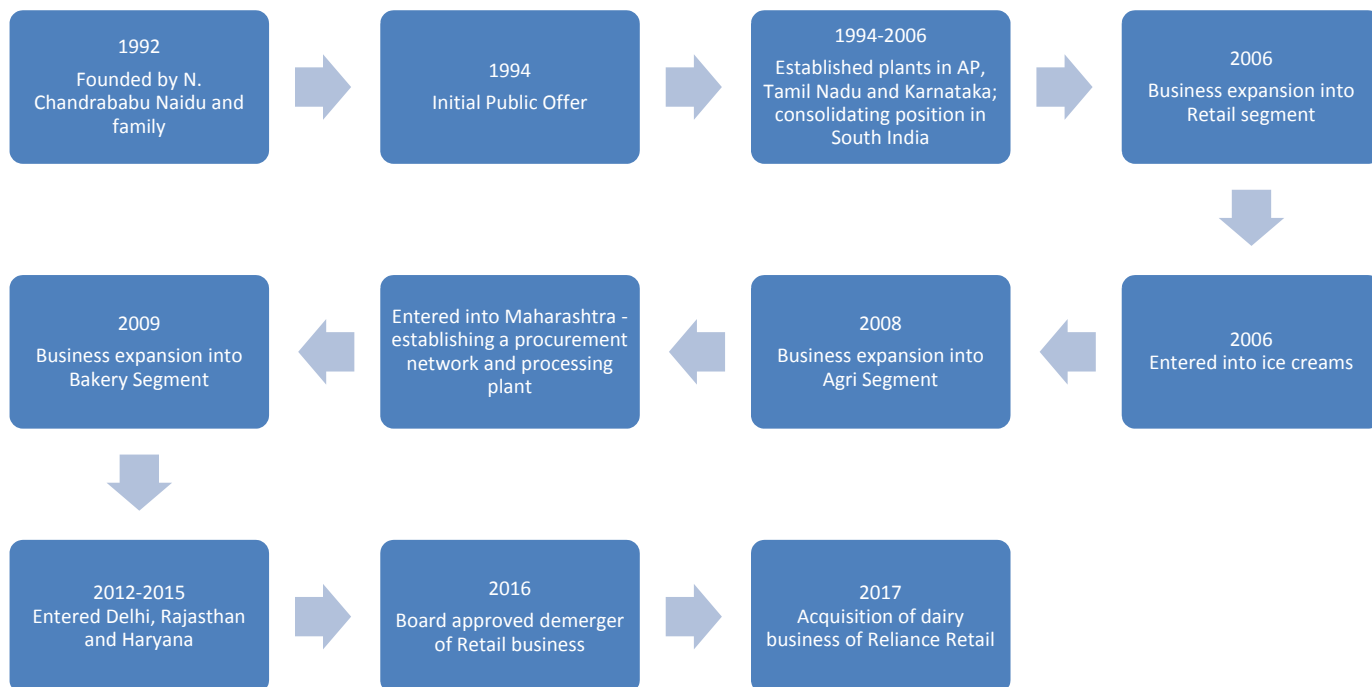 1992
Founded by N.
Chandrababu Naidu and
family
1994
Initial Public Offer
1994-2006
Established plants in AP,
Tamil Nadu and Karnataka;
consolidating position in
South India
2006
Business expansion into
Retail segment
2006
Entered into ice creams
2008
Business expansion into
Agri Segment
Entered into Maharashtra -
establishing a procurement
network and processing
plant
2009
Business expansion into
Bakery Segment
2012-2015
Entered Delhi, Rajasthan
and Haryana
2016
Board approved demerger
of Retail business
2017
Acquisition of dairy
business of Reliance Retail